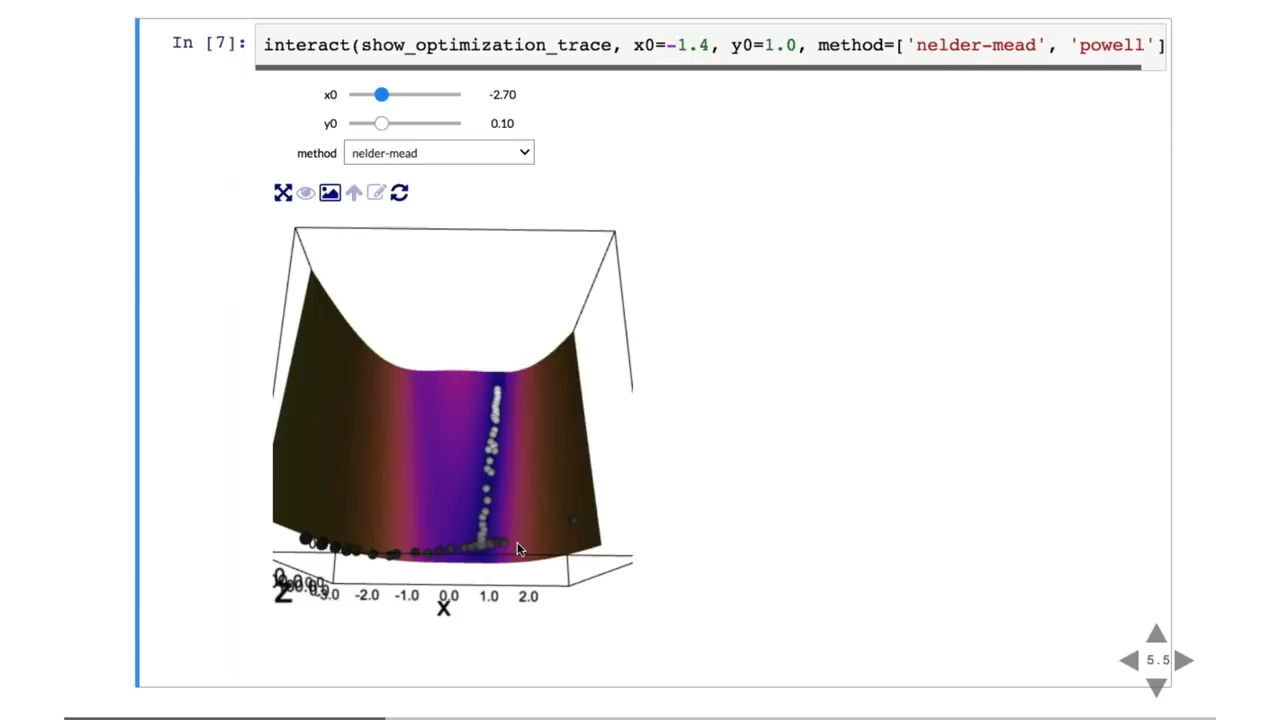 In [7]: interact(show_optimization_trace, x0=-1.4, y0=1.0, method=['nelder-mead', 'powell']
x0 -2.70
y0 0.10
method nelder-mead
-2.0 -1.0 0.0 1.0 2.0
x
z
5.5